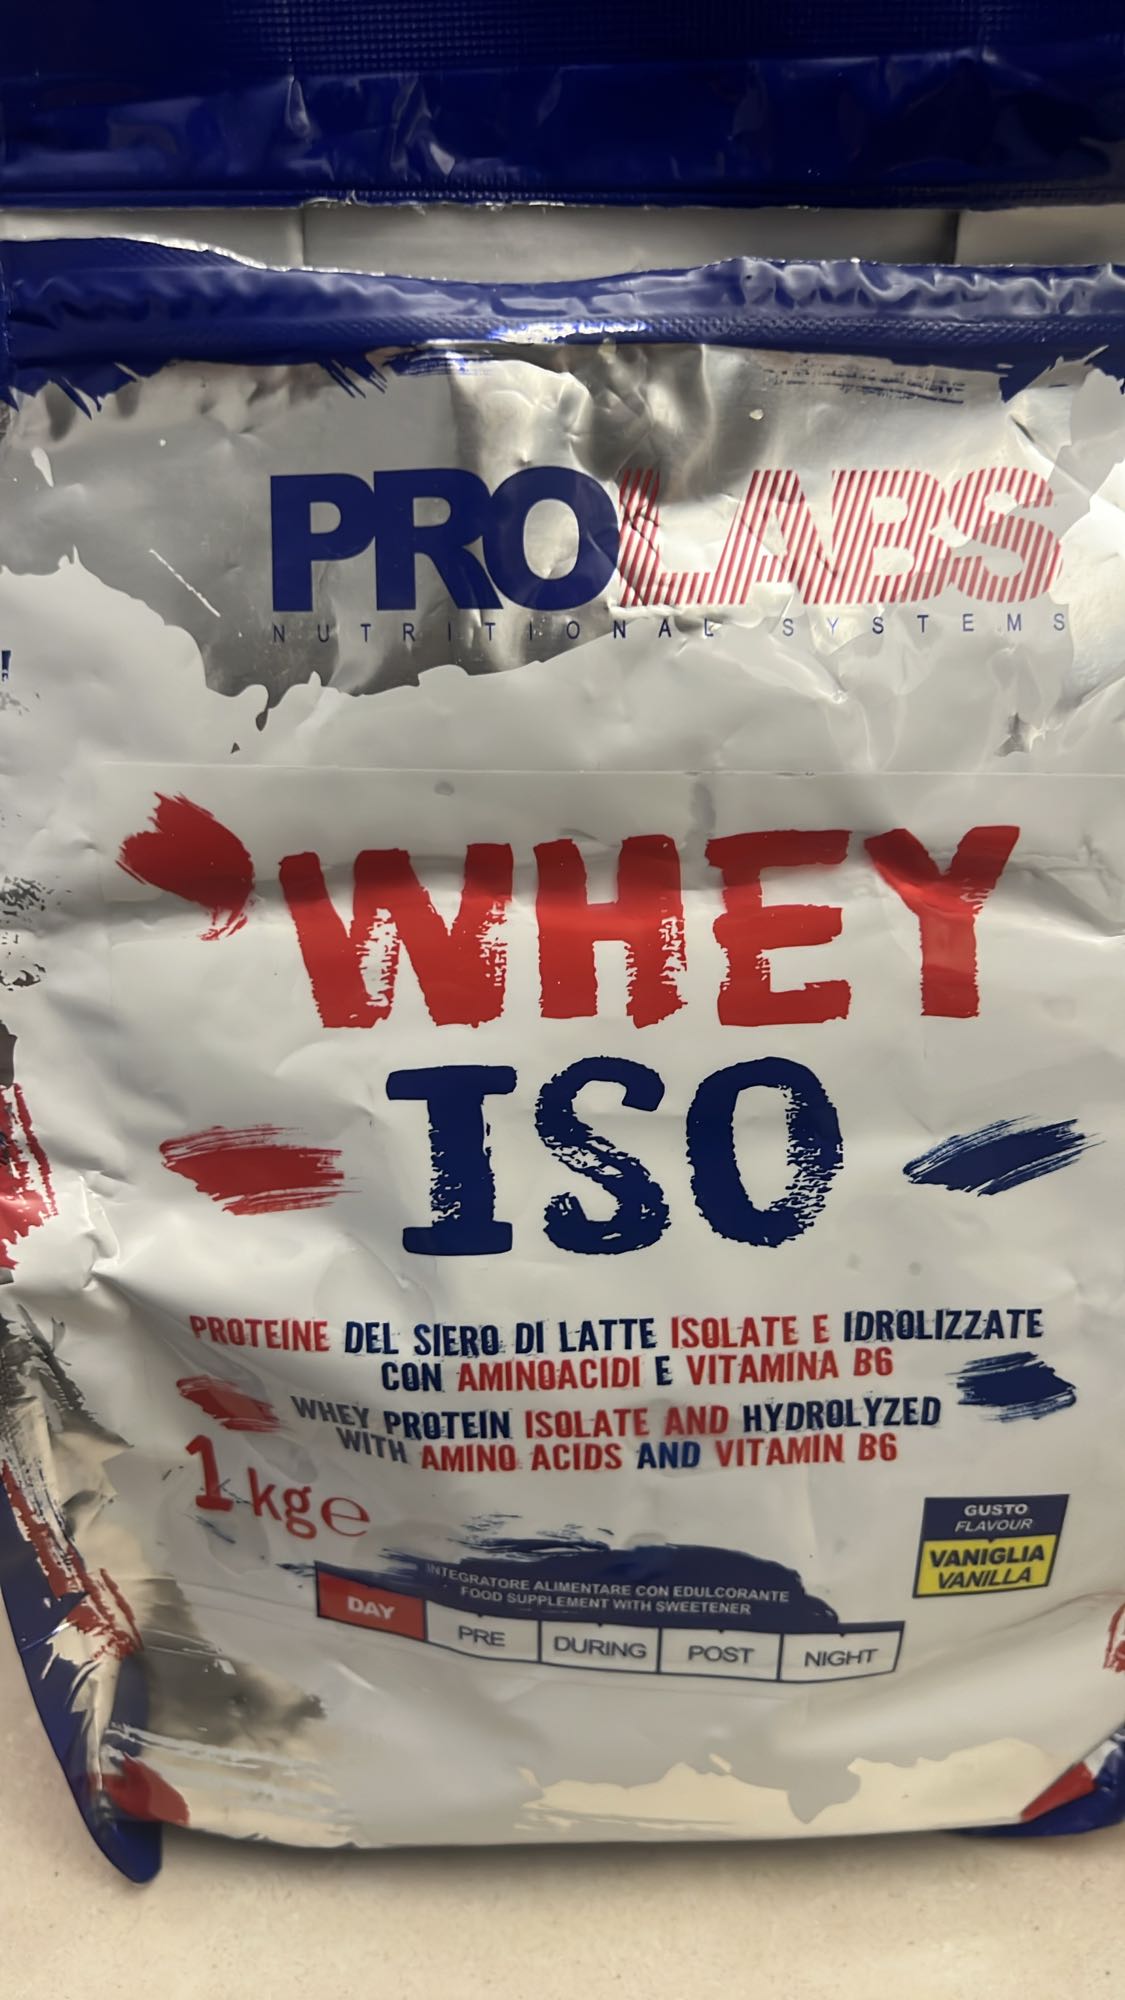 PROLABS
NUTRITIONAL SYSTEMS
WHEY
ISO
PROTEINE DEL SIERO DI LATTE ISOLATE E IDROLIZZATE
CON AMINOACIDI E VITAMINA B6
WHEY PROTEIN ISOLATE AND HYDROLYZED
WITH AMINO ACIDS AND VITAMIN B6
1 kg e
GUSTO
FLAVOUR
VANIGLIA
VANILLA
INTEGRATORE ALIMENTARE CON EDULCORANTE
FOOD SUPPLEMENT WITH SWEETENER
DAY PRE DURING POST NIGHT